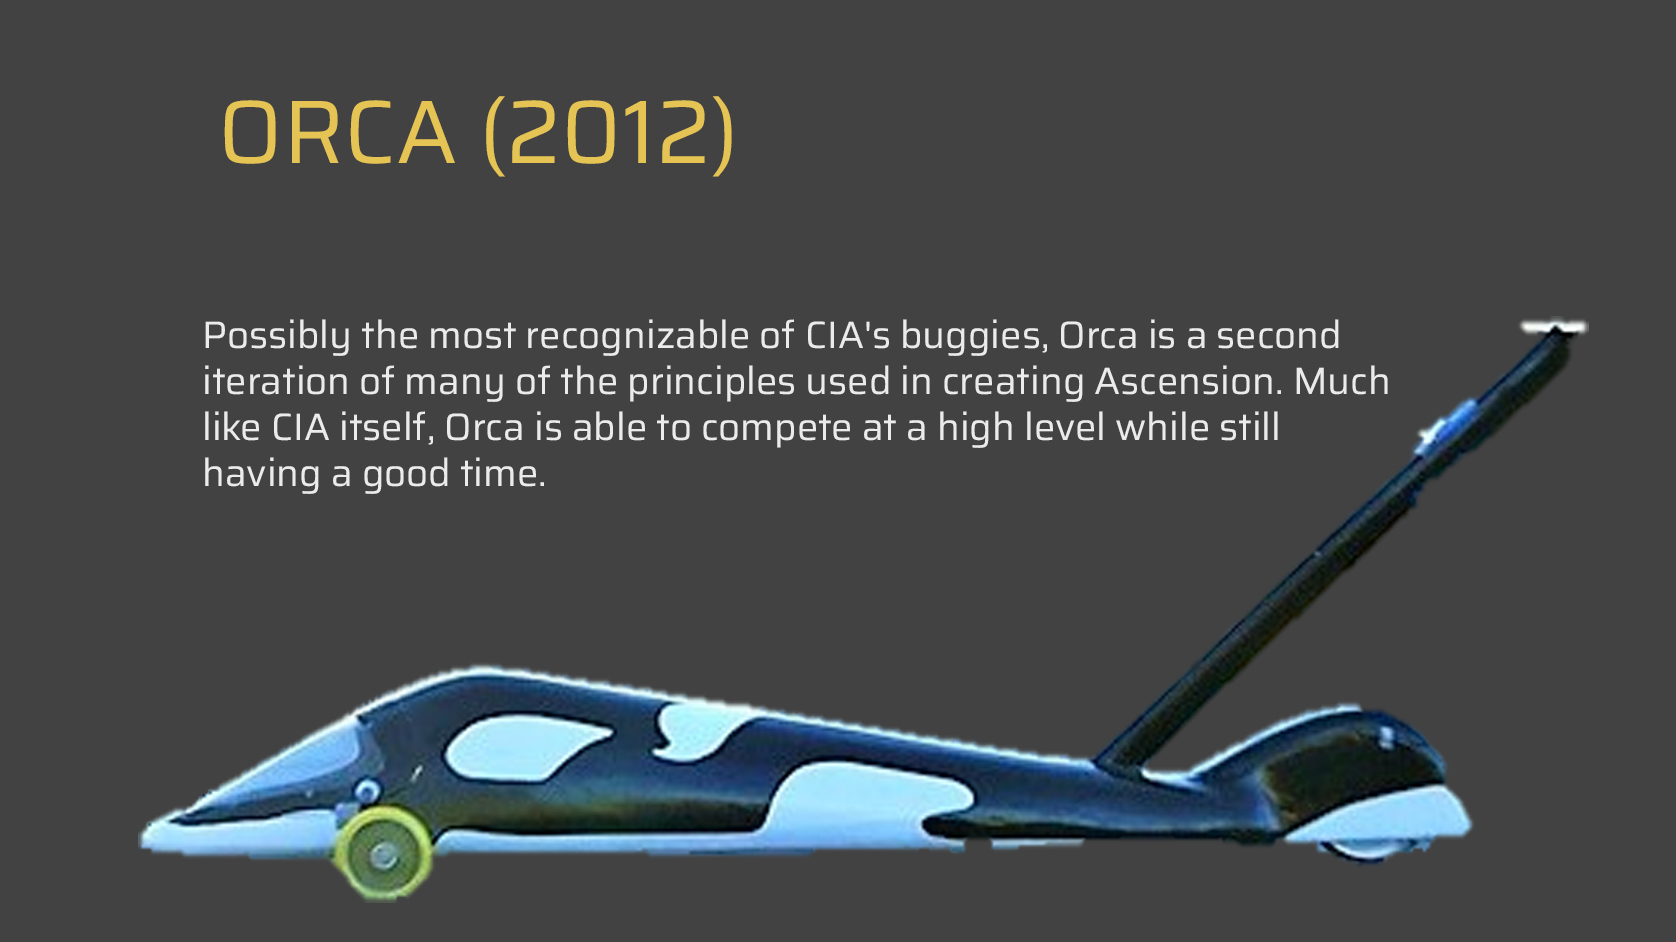 ORCA (2012)
Possibly the most recognizable of CIA's buggies, Orca is a second
iteration of many of the principles used in creating Ascension. Much
like CIA itself, Orca is able to compete at a high level while still
having a good time.